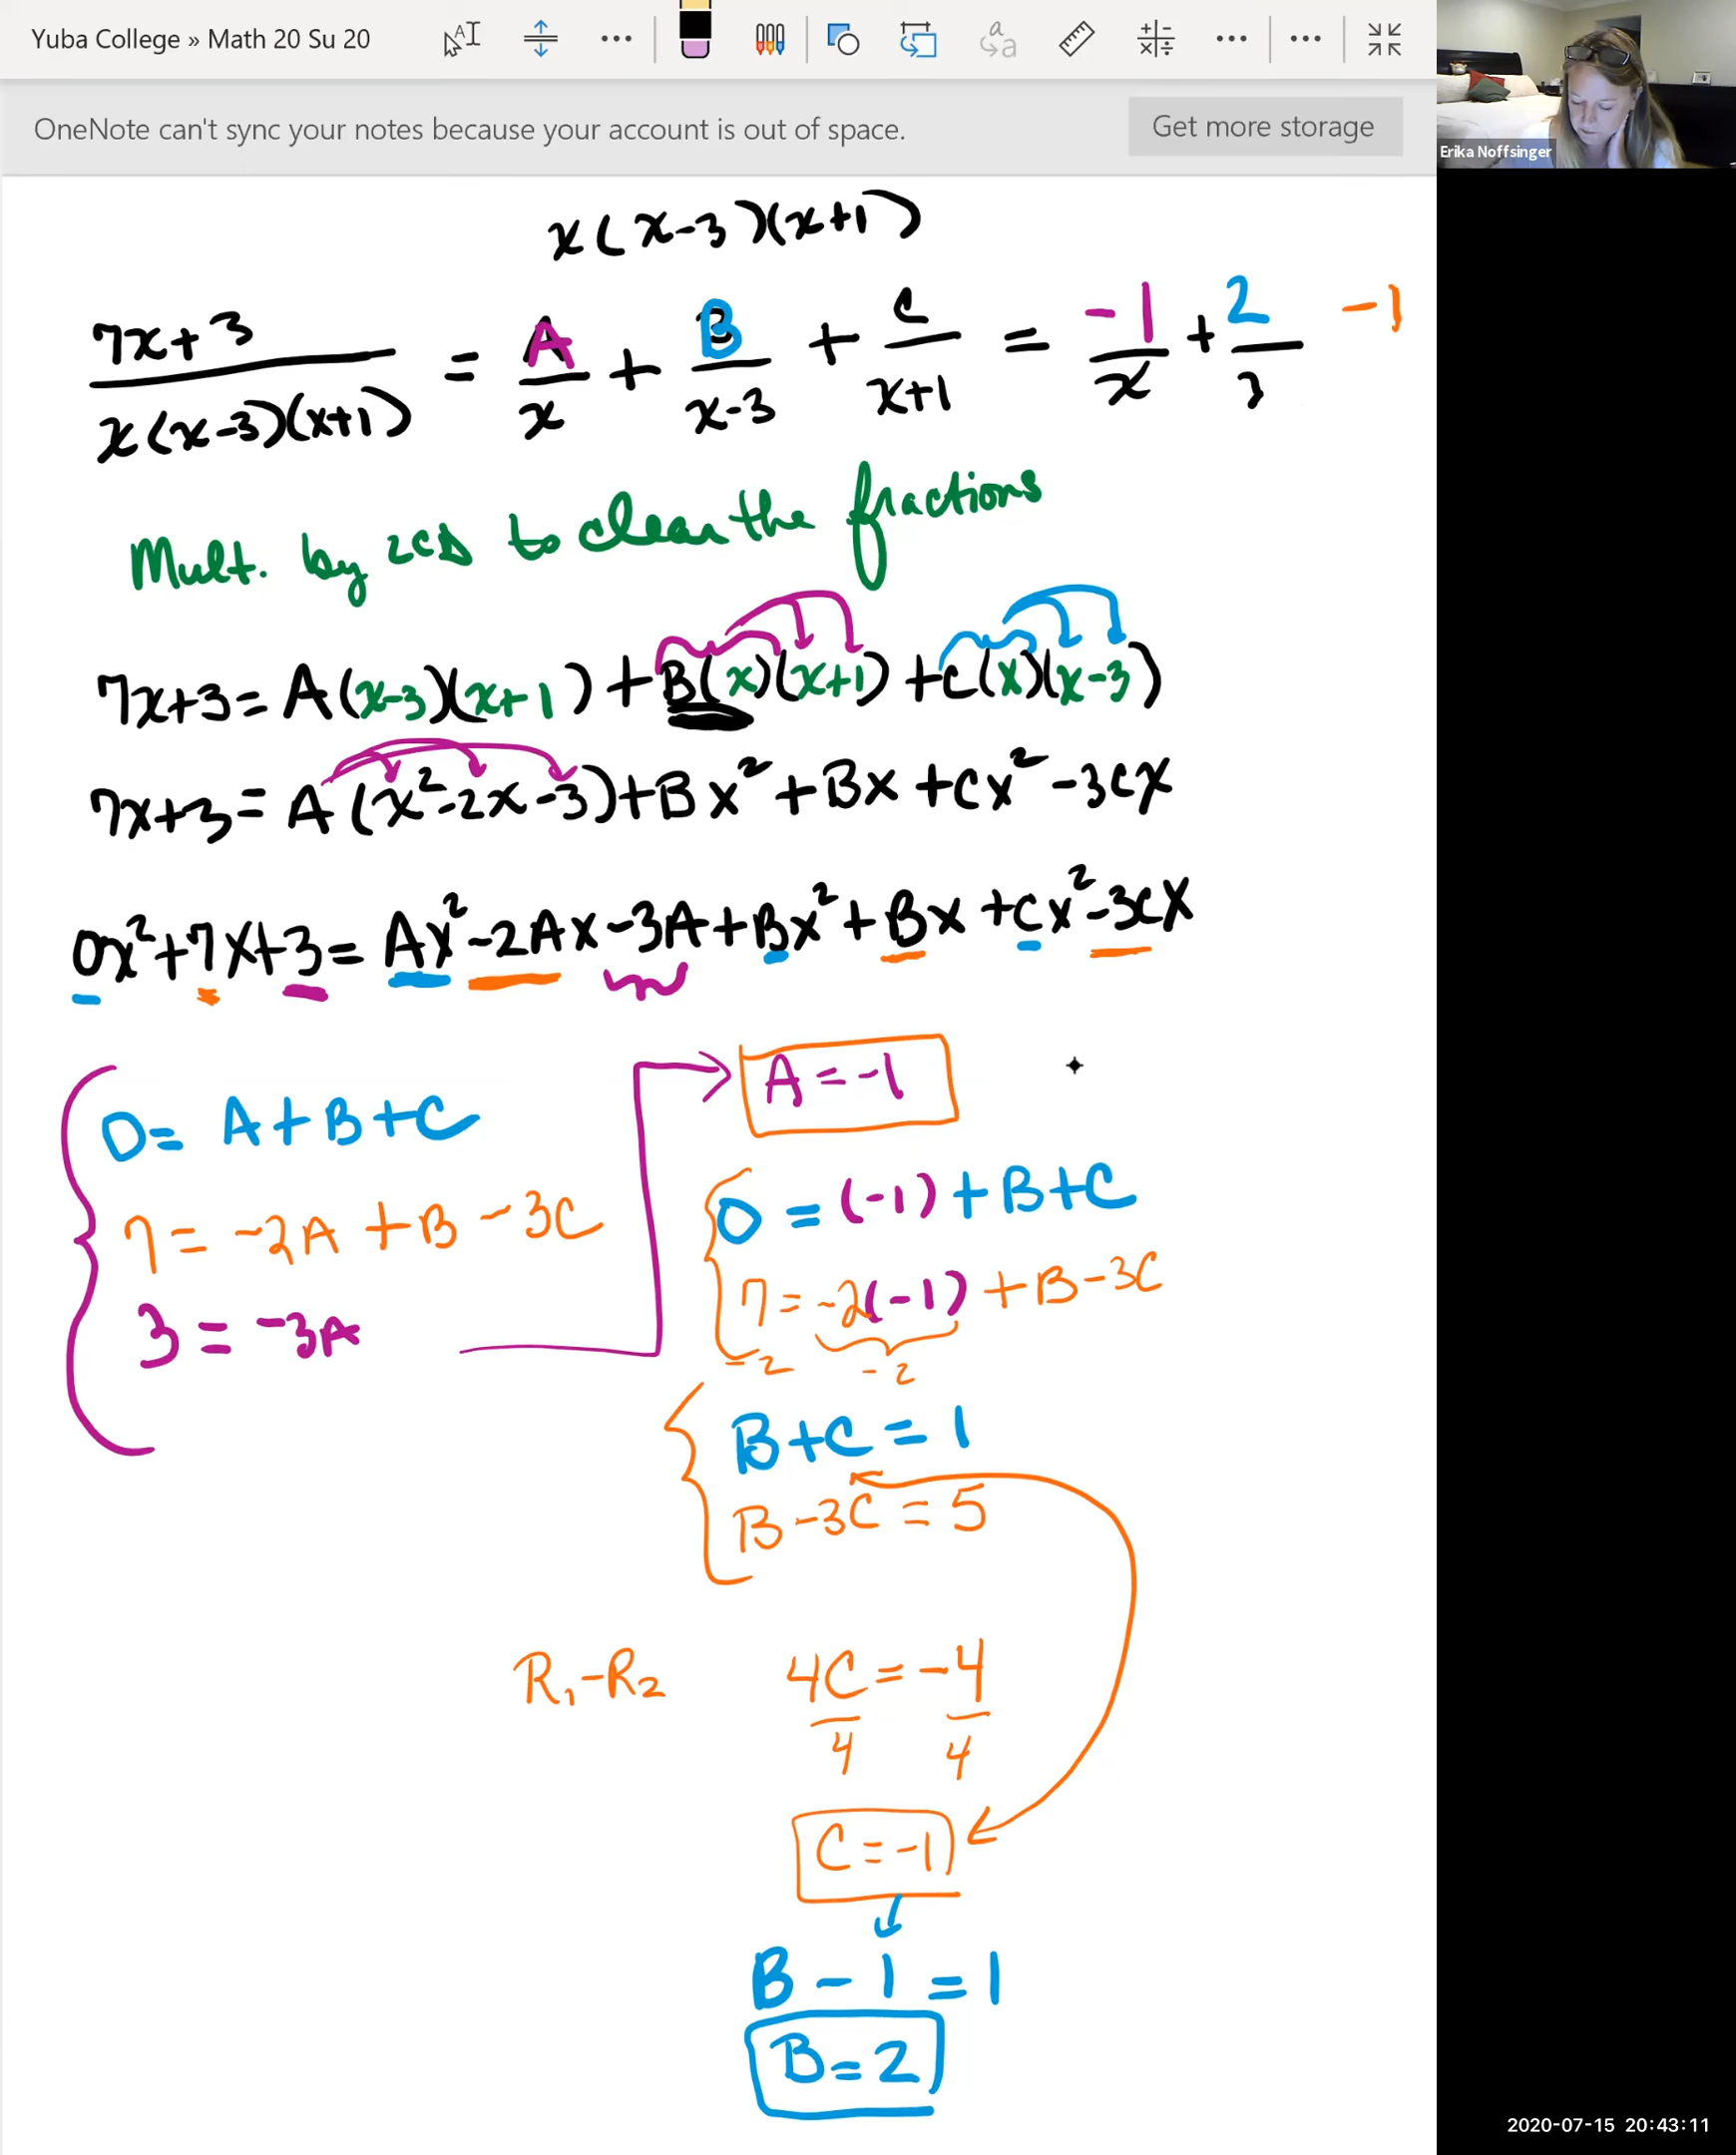 Yuba College » Math 20 Su 20
OneNote can't sync your notes because your account is out of space.
Get more storage
Erika Noffsinger
x(x-3)(x+1)
7x+3 / x(x-3)(x+1) = A/x + B/x-3 + C/x+1 = -1/x + 2/3 -1
Mult. by LCD to clear the fractions
7x+3 = A(x-3)(x+1) + B(x)(x+1) + C(x)(x-3)
7x+3 = A(x²-2x-3) + Bx² + Bx + Cx² - 3Cx
0x²+7x+3 = Ax² - 2Ax - 3A + Bx² + Bx + Cx² - 3Cx
0 = A+B+C
7 = -2A + B - 3C
3 = -3A
A = -1
0 = (-1) + B + C
7 = -2(-1) + B - 3C
-2 -2
B + C = 1
B - 3C = 5
R₁-R₂ 4C = -4
4 4
C = -1
B - 1 = 1
B = 2
2020-07-15 20:43:11